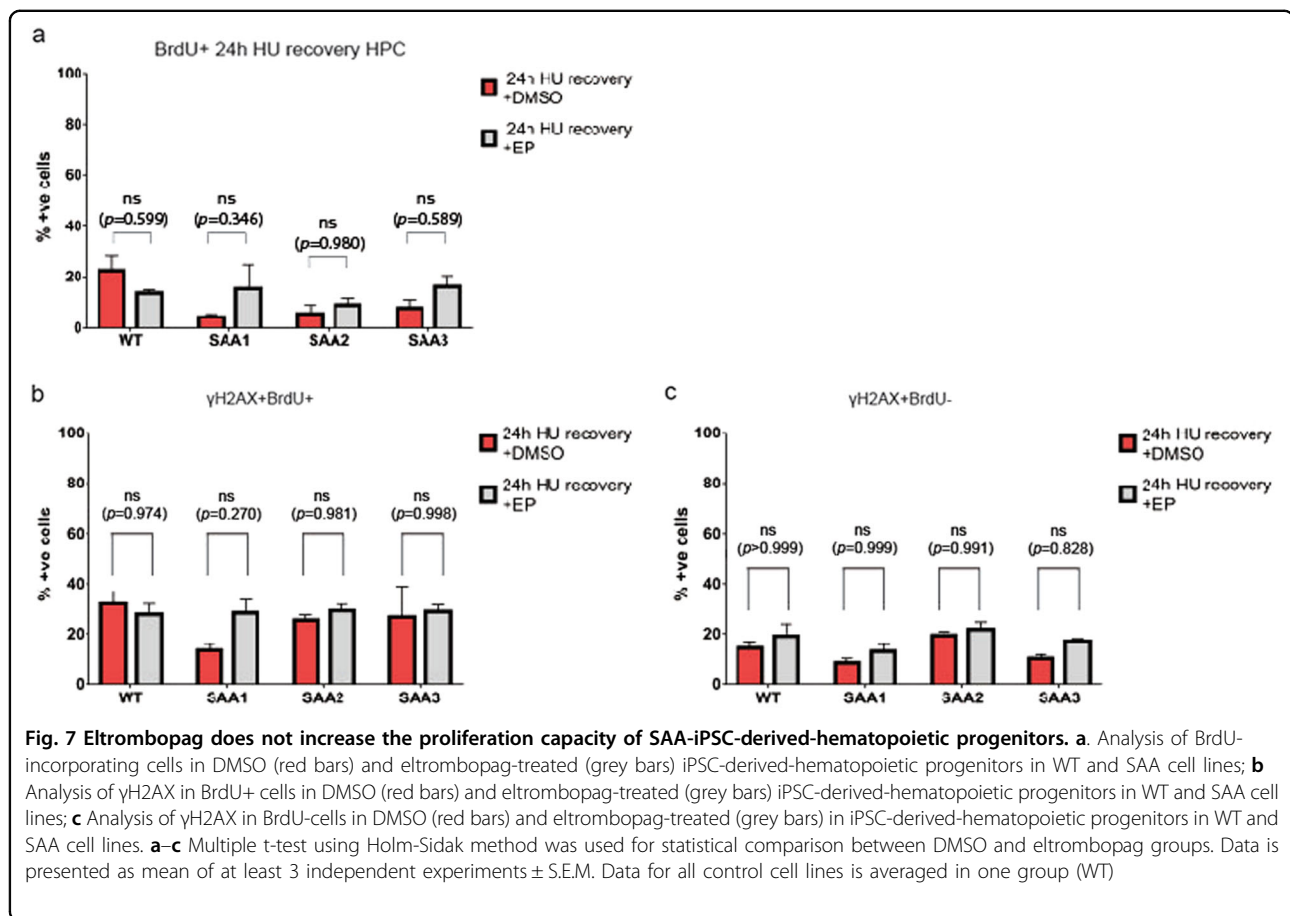 a
BrdU+ 24h HU recovery HPC
100
80
60
40
20
0
% +ve cells
24h HU recovery
+DMSO
24h HU recovery
+EP
ns
(p=0.599)
ns
(p=0.346)
ns
(p=0.980)
ns
(p=0.589)
WT
SAA1
SAA2
SAA3
b
γH2AX+BrdU+
100
80
60
40
20
0
% +ve cells
24h HU recovery
+DMSO
24h HU recovery
+EP
ns
(p=0.974)
ns
(p=0.270)
ns
(p=0.981)
ns
(p=0.998)
WT
SAA1
SAA2
SAA3
c
γH2AX+BrdU-
100
80
60
40
20
0
% +ve cells
24h HU recovery
+DMSO
24h HU recovery
+EP
ns
(p>0.999)
ns
(p=0.999)
ns
(p=0.991)
ns
(p=0.828)
WT
SAA1
SAA2
SAA3
Fig. 7 Eltrombopag does not increase the proliferation capacity of SAA-iPSC-derived-hematopoietic progenitors. a. Analysis of BrdU-
incorporating cells in DMSO (red bars) and eltrombopag-treated (grey bars) iPSC-derived-hematopoietic progenitors in WT and SAA cell lines; b
Analysis of γH2AX in BrdU+ cells in DMSO (red bars) and eltrombopag-treated (grey bars) iPSC-derived-hematopoietic progenitors in WT and SAA cell
lines; c Analysis of γH2AX in BrdU-cells in DMSO (red bars) and eltrombopag-treated (grey bars) in iPSC-derived-hematopoietic progenitors in WT and
SAA cell lines. a–c Multiple t-test using Holm-Sidak method was used for statistical comparison between DMSO and eltrombopag groups. Data is
presented as mean of at least 3 independent experiments ± S.E.M. Data for all control cell lines is averaged in one group (WT)